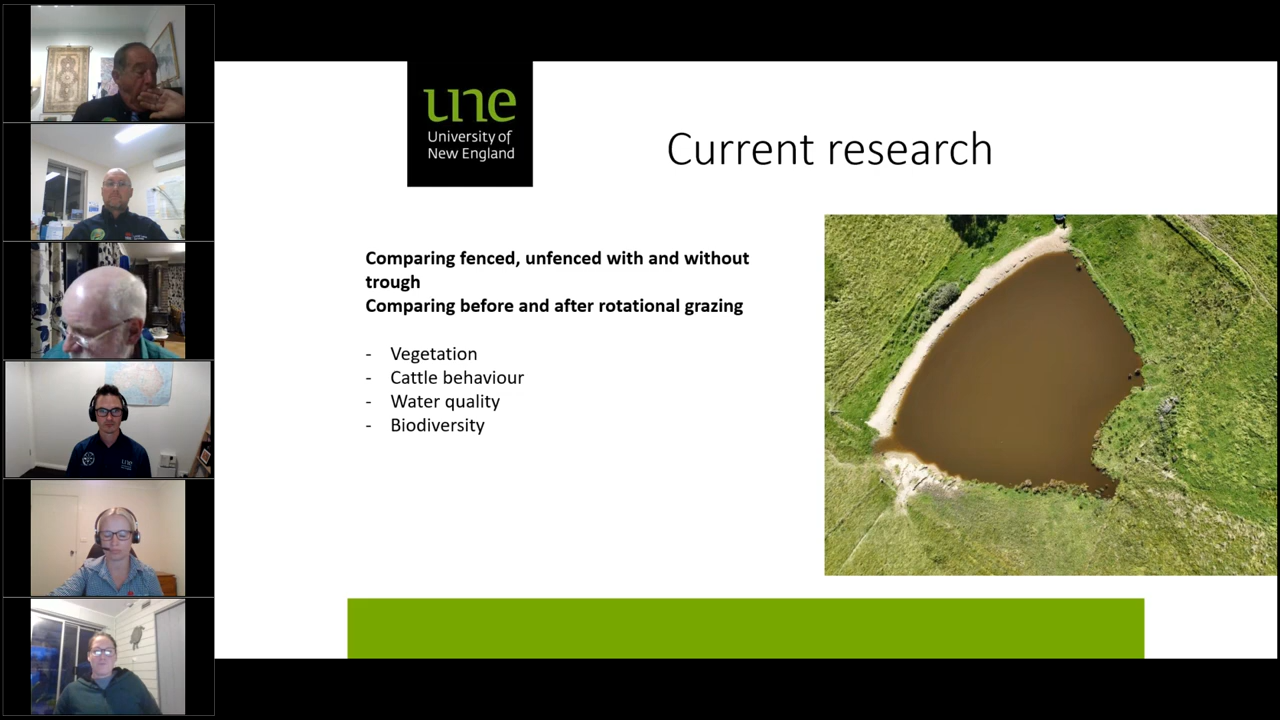 une
University of
New England
Current research
Comparing fenced, unfenced with and without
trough
Comparing before and after rotational grazing
- Vegetation
- Cattle behaviour
- Water quality
- Biodiversity
une